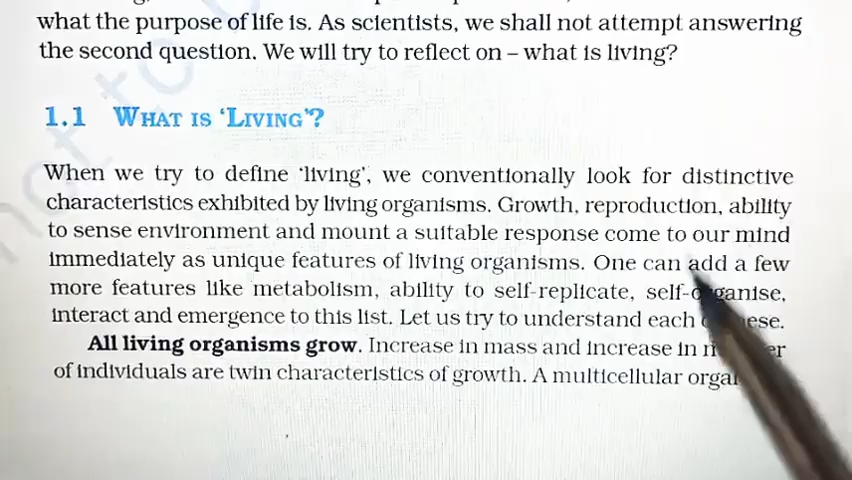 what the purpose of life is. As scientists, we shall not attempt answering
the second question. We will try to reflect on – what is living?
1.1 WHAT IS ‘LIVING’?
When we try to define ‘living’, we conventionally look for distinctive
characteristics exhibited by living organisms. Growth, reproduction, ability
to sense environment and mount a suitable response come to our mind
immediately as unique features of living organisms. One can add a few
more features like metabolism, ability to self-replicate, self-organise,
interact and emergence to this list. Let us try to understand each
All living organisms grow. Increase in mass and increase in
of individuals are twin characteristics of growth. A multicellular
not to b